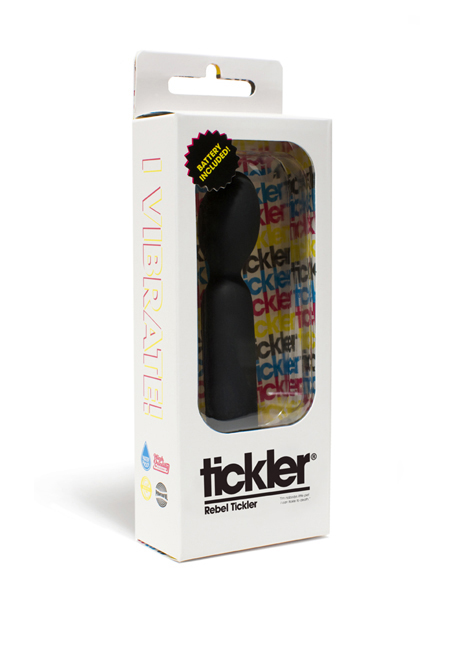 BATTERY
INCLUDED!
I VIBRATE!
tickler
tickler
tickler
tickler
tickler
tickler
tickler®
Rebel Tickler